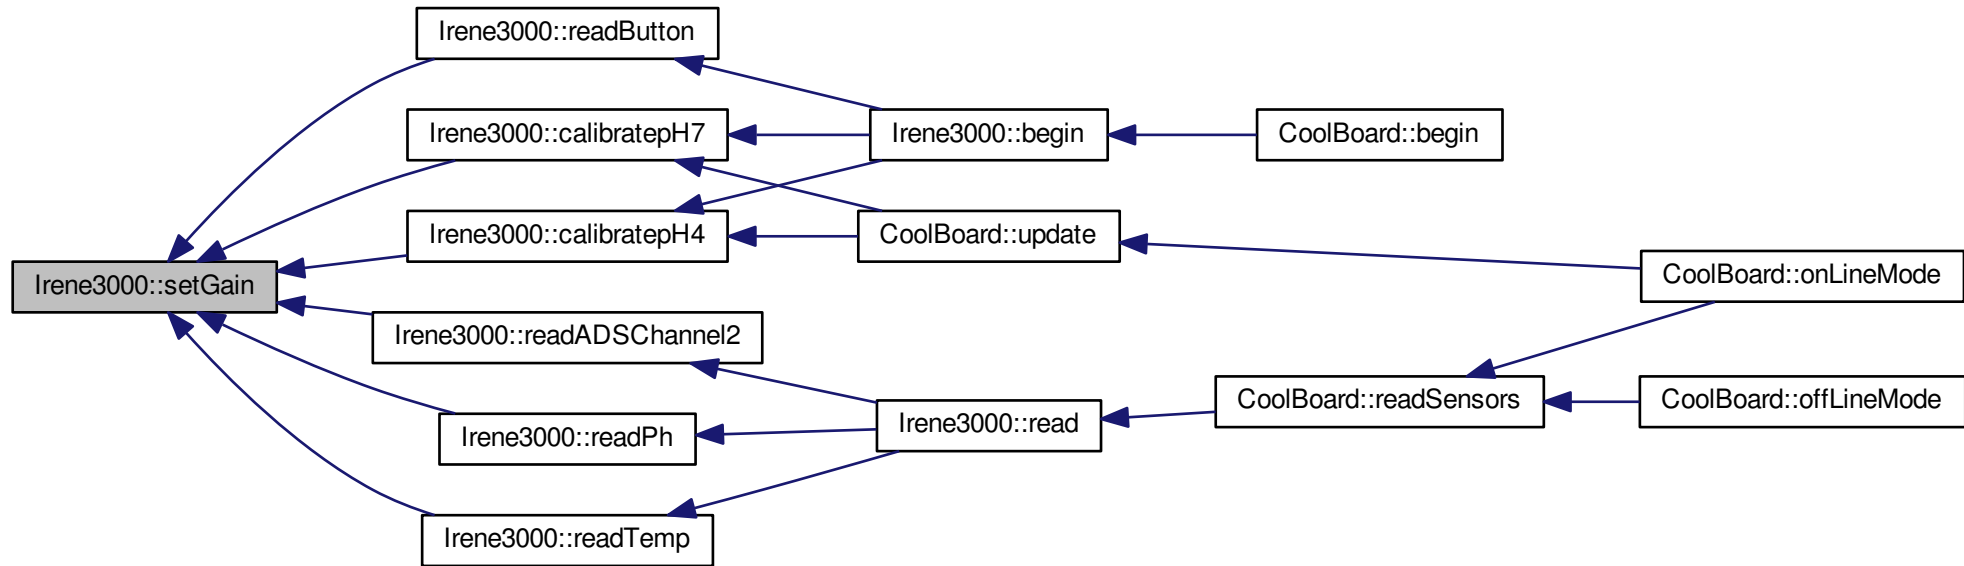 Irene3000::readButton
Irene3000::calibratepH7
Irene3000::begin
CoolBoard::begin
Irene3000::calibratepH4
CoolBoard::update
Irene3000::setGain
CoolBoard::onLineMode
Irene3000::readADSChannel2
CoolBoard::readSensors
CoolBoard::offLineMode
Irene3000::readPh
Irene3000::read
Irene3000::readTemp